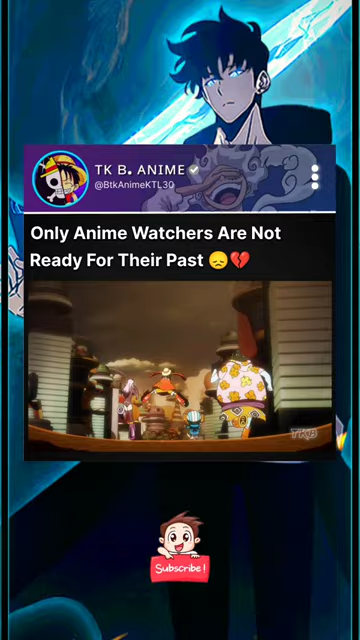 TK B. ANIME
@BtkAnimeKTL30
Only Anime Watchers Are Not
Ready For Their Past 😞💔
TKB
Subscribe!